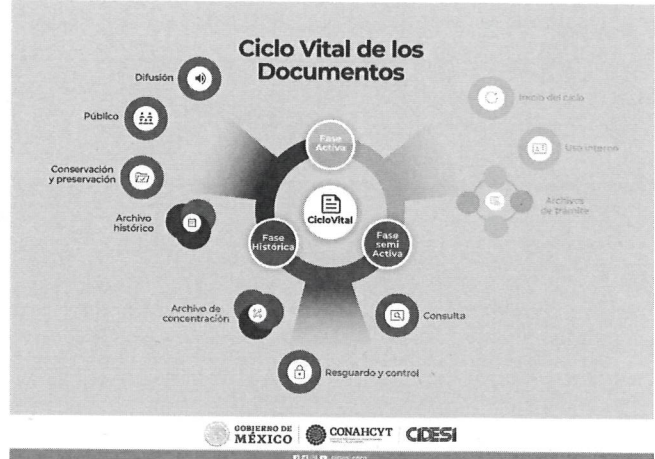 Ciclo Vital de los
Documentos
Difusión
Público
Conservación
y preservación
Archivo
histórico
Archivo de
concentración
Resguardo y control
Consulta
Inicio del ciclo
Uso interno
Archivos
de trámite
Fase
Activa
CicloVital
Fase
Histórica
Fase
semi
Activa
GOBIERNO DE
MÉXICO
CONAHCYT
CIDESI